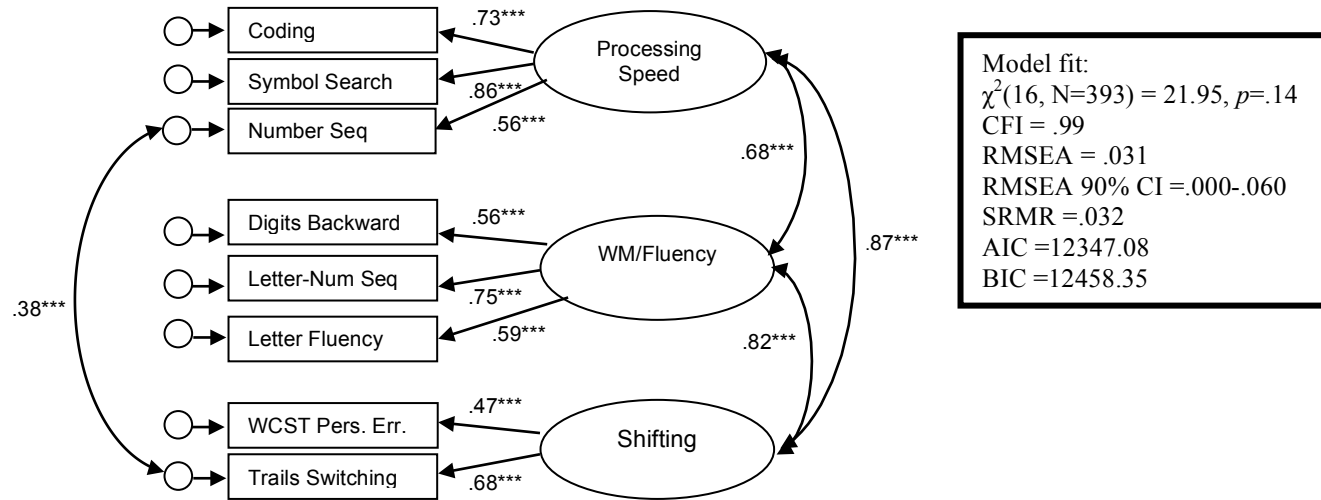 Coding
.73***
Processing
Speed
Symbol Search
.86***
Number Seq
.56***
.68***
Digits Backward
.56***
WM/Fluency
.87***
Letter-Num Seq
.75***
.38***
Letter Fluency
.59***
.82***
WCST Pers. Err.
.47***
Shifting
Trails Switching
.68***
Model fit:
χ²(16, N=393) = 21.95, p=.14
CFI = .99
RMSEA = .031
RMSEA 90% CI =.000-.060
SRMR =.032
AIC =12347.08
BIC =12458.35